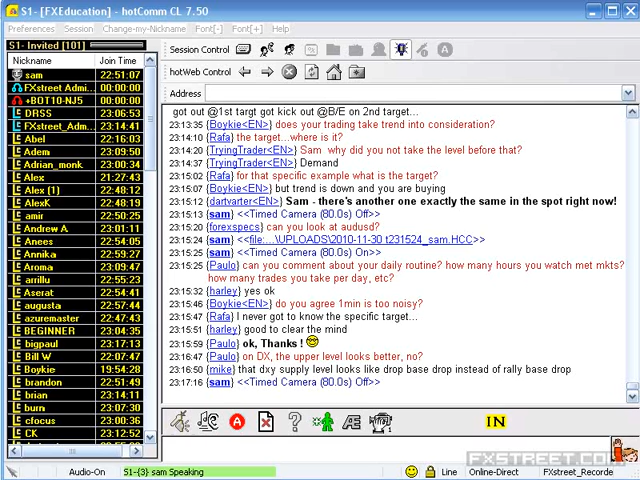 S1- [FXEducation] - hotComm CL 7.50
Preferences Session Change-my-Nickname Font[-] Font[+]
S1- Invited [101]
Nickname Join Time
sam 22:51:07
FXstreet Admi... 00:00:00
+BOT10-NJ5 00:00:00
DRSS 23:06:53
FXstreet_Adm... 23:14:41
Abel 22:16:03
Adem 23:09:50
Adrian_monk 23:00:34
Alex 21:27:43
Alex (1) 22:48:12
AlexK 22:48:19
amir 22:50:25
Andrew A 23:01:11
Anees 22:54:05
Annika 22:59:27
Aroma 09:09:47
arrillu 22:55:23
Aserat 22:54:41
augusta 22:57:44
azuremaster 22:47:43
BEGINNER 23:04:35
bigpaul 23:17:13
Bill W 22:06:47
Boykie 19:54:28
brandon 22:51:49
brian 23:14:11
burn 23:07:30
cfocus 23:00:36
CK 23:12:52
Session Control
hotWeb Control
Address
got out @1st targt got kick out @B/E on 2nd target...
23:13:35 {Boykie<EN>} does your trading take trend into consideration?
23:14:10 {Rafa} the target...where is it?
23:14:32 {TryingTrader<EN>} Sam why did you not take the level before that?
23:14:37 {TryingTrader<EN>} Demand
23:15:02 {Rafa} for that specific example what is the target?
23:15:07 {Boykie<EN>} but trend is down and you are buying
23:15:12 {dartvarter<EN>} Sam - there's another one exactly the same in the spot right now!
23:15:13 {sam} <<Timed Camera (80.0s) Off>>
23:15:20 {forexspecs} can you look at audusd?
23:15:24 {sam} <<file:...\UPLOADS\2010-11-30 t231524_sam.HCC>>
23:15:25 {sam} <<Timed Camera (80.0s) On>>
23:15:25 {Paulo} can you comment about your daily routine? how many hours you watch met mkts?
how many trades you take per day, etc?
23:15:32 {harley} yes ok
23:15:46 {Boykie<EN>} do you agree 1min is too noisy?
23:15:46 {Rafa} I never got to know the specific target...
23:15:51 {harley} good to clear the mind
23:15:59 {Paulo} ok, Thanks !
23:16:47 {Paulo} on DX, the upper level looks better, no?
23:16:50 {mike} that dxy supply level looks like drop base drop instead of rally base drop
23:17:16 {sam} <<Timed Camera (80.0s) Off>>
A ? Æ IN
FXSTREET.COM
Audio-On S1-{3} sam Speaking Line Online-Direct FXstreet_Recorde